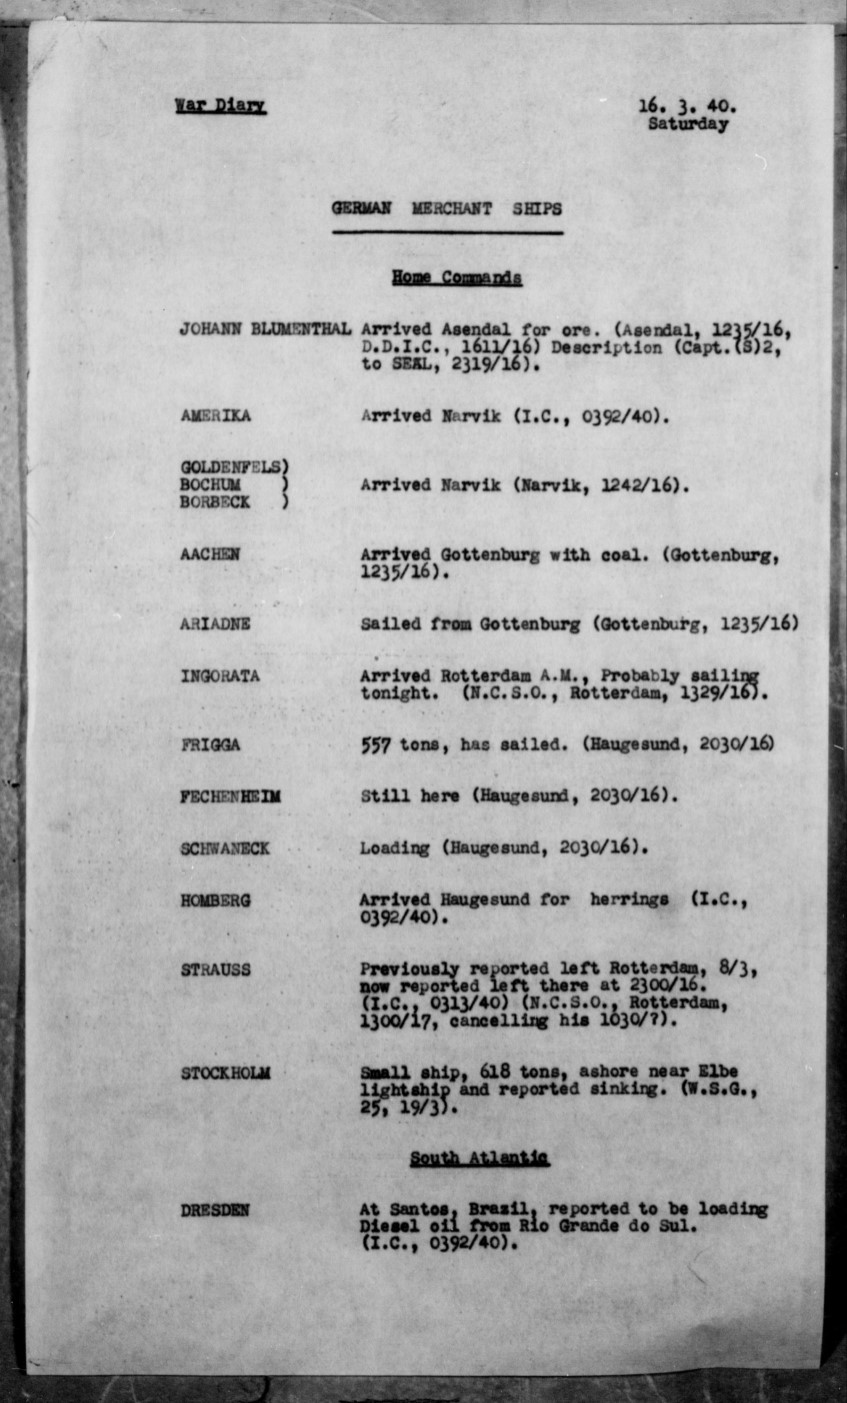 War Diary
16. 3. 40.
Saturday
GERMAN MERCHANT SHIPS
Home Commands
JOHANN BLUMENTHAL Arrived Asendal for ore. (Asendal, 1235/16,
D.D.I.C., 1611/16) Description (Capt.(S)2,
to SEAL, 2319/16).
AMERIKA Arrived Narvik (I.C., 0392/40).
GOLDENFELS)
BOCHUM ) Arrived Narvik (Narvik, 1242/16).
BORBECK )
AACHEN Arrived Gottenburg with coal. (Gottenburg,
1235/16).
ARIADNE Sailed from Gottenburg (Gottenburg, 1235/16)
INGORATA Arrived Rotterdam A.M., Probably sailing
tonight. (N.C.S.O., Rotterdam, 1329/16).
FRIGGA 557 tons, has sailed. (Haugesund, 2030/16)
FECHENHEIM Still here (Haugesund, 2030/16).
SCHWANECK Loading (Haugesund, 2030/16).
HOMBERG Arrived Haugesund for herrings (I.C.,
0392/40).
STRAUSS Previously reported left Rotterdam, 8/3,
now reported left there at 2300/16.
(I.C., 0313/40) (N.C.S.O., Rotterdam,
1300/17, cancelling his 1030/?).
STOCKHOLM Small ship, 618 tons, ashore near Elbe
lightship and reported sinking. (W.S.G.,
25, 19/3).
South Atlantic
DRESDEN At Santos, Brazil, reported to be loading
Diesel oil from Rio Grande do Sul.
(I.C., 0392/40).